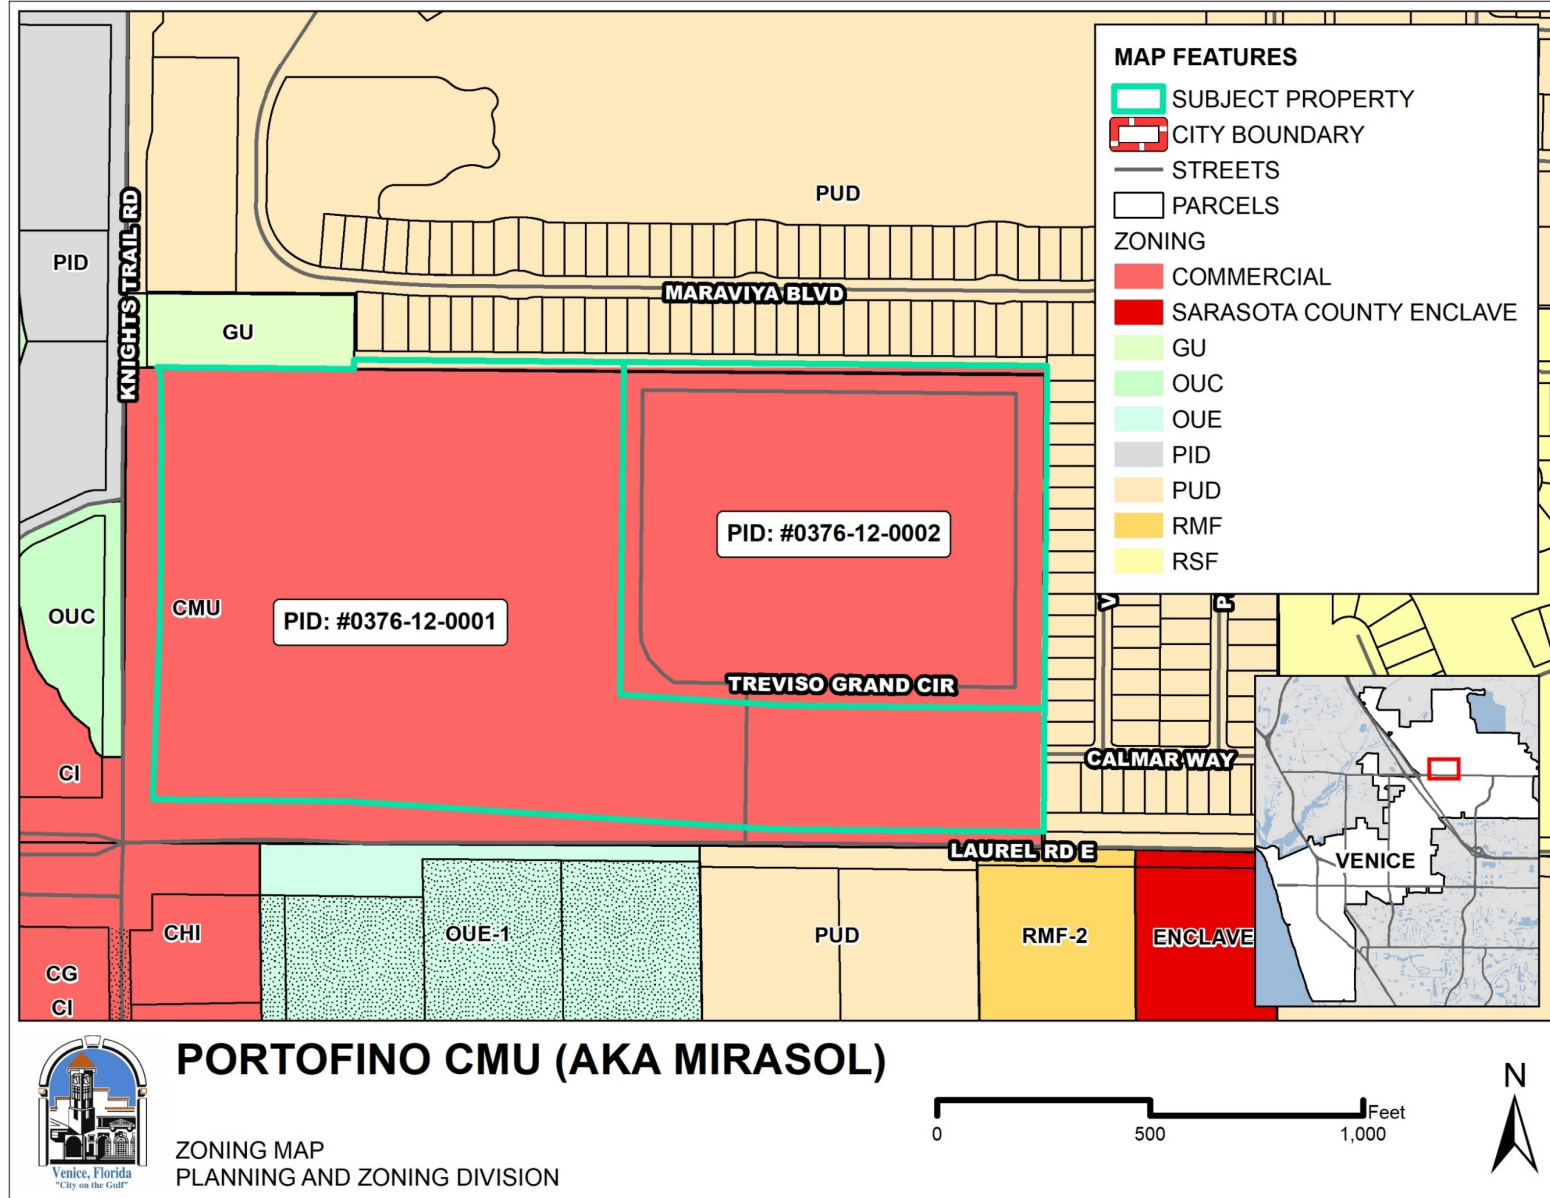 MAP FEATURES
SUBJECT PROPERTY
CITY BOUNDARY
STREETS
PARCELS
ZONING
COMMERCIAL
SARASOTA COUNTY ENCLAVE
GU
OUC
OUE
PID
PUD
RMF
RSF
PUD
KNIGHTS TRAIL RD
PID
MARAVIYA BLVD
GU
PID: #0376-12-0002
CMU
PID: #0376-12-0001
OUC
TREVISO GRAND CIR
CALMAR WAY
CI
LAUREL RD E
VENICE
CHI
OUE-1
PUD
RMF-2
ENCLAVE
CG
CI
PORTOFINO CMU (AKA MIRASOL)
ZONING MAP
PLANNING AND ZONING DIVISION
Venice, Florida
"City on the Gulf"
Feet
0 500 1,000
N